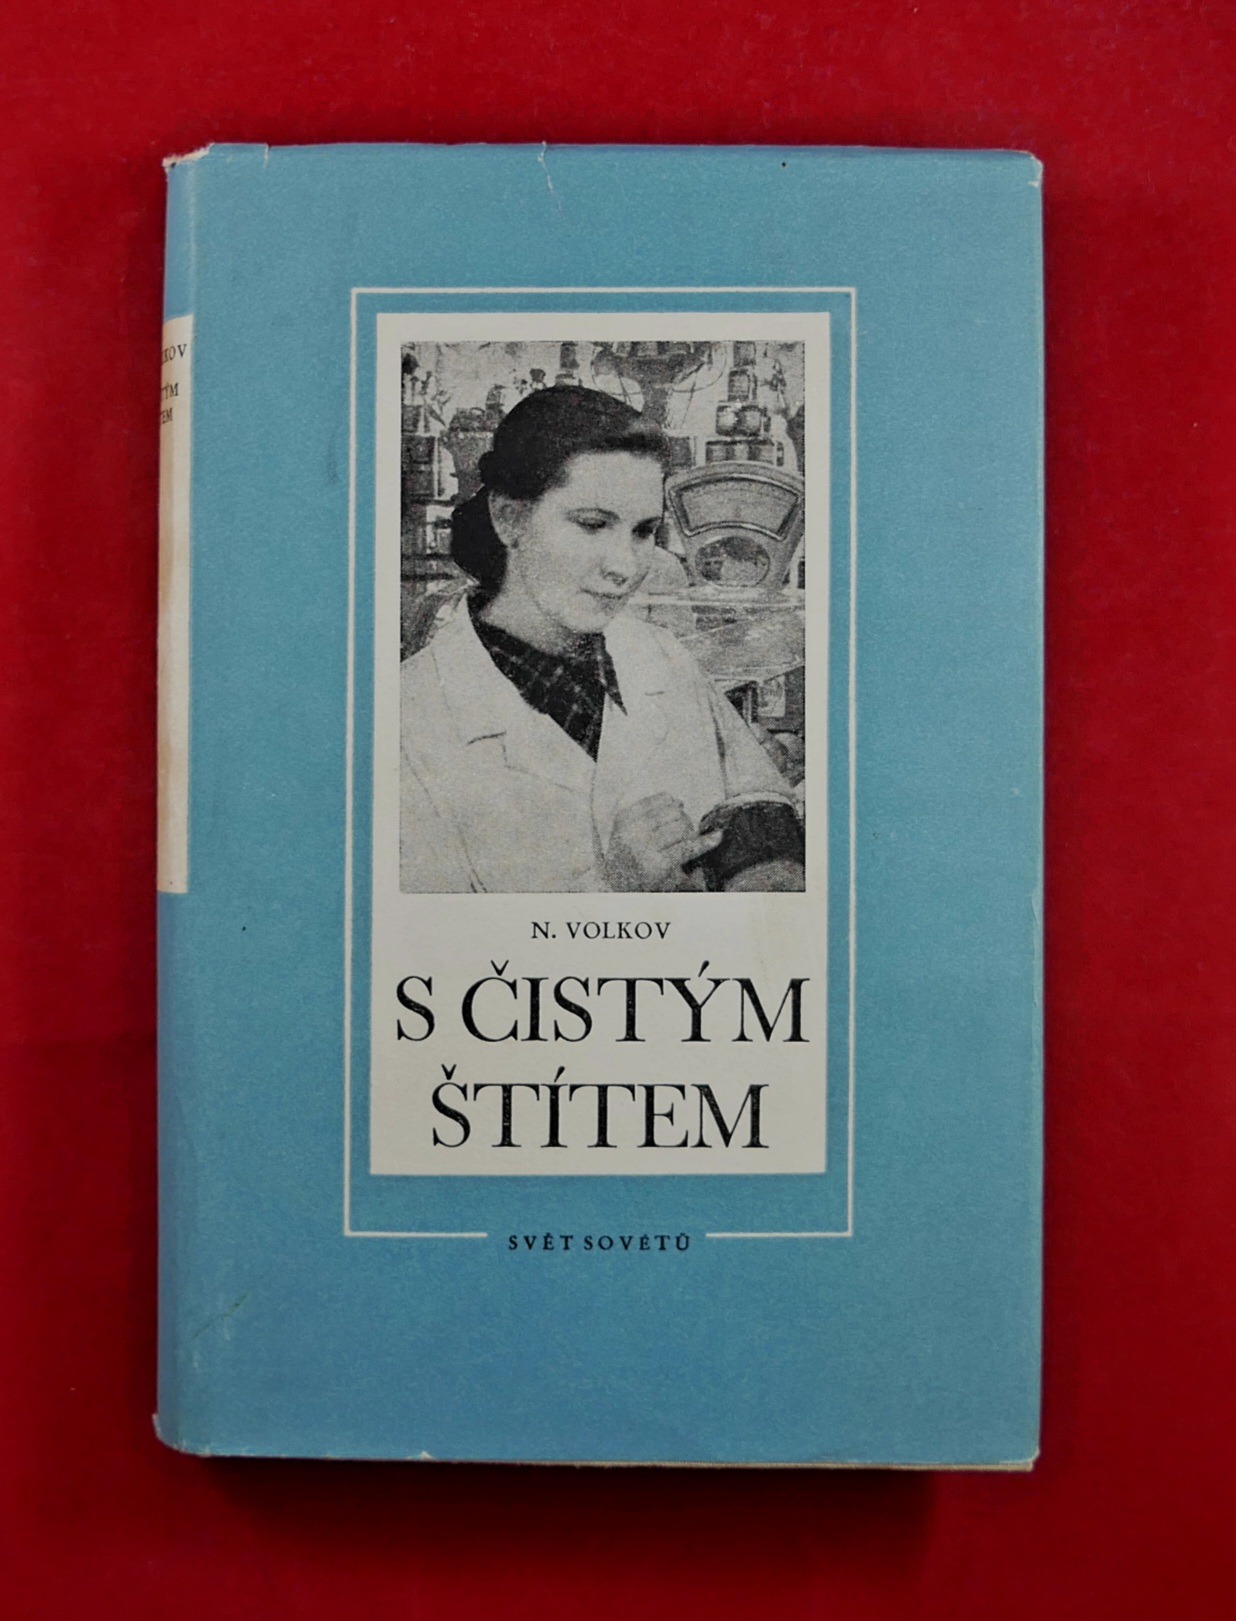 N. VOLKOV
S ČISTÝM
ŠTÍTEM
SVĚT SOVĚTŮ